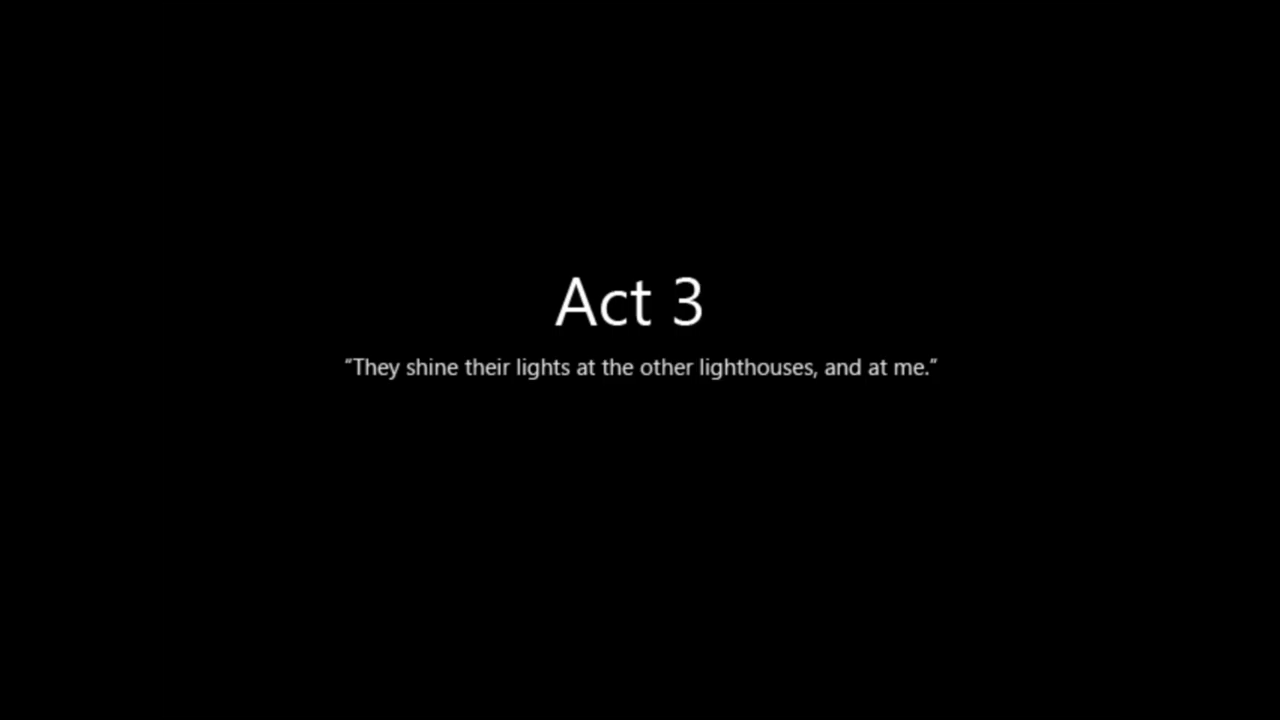 Act 3
“They shine their lights at the other lighthouses, and at me.”